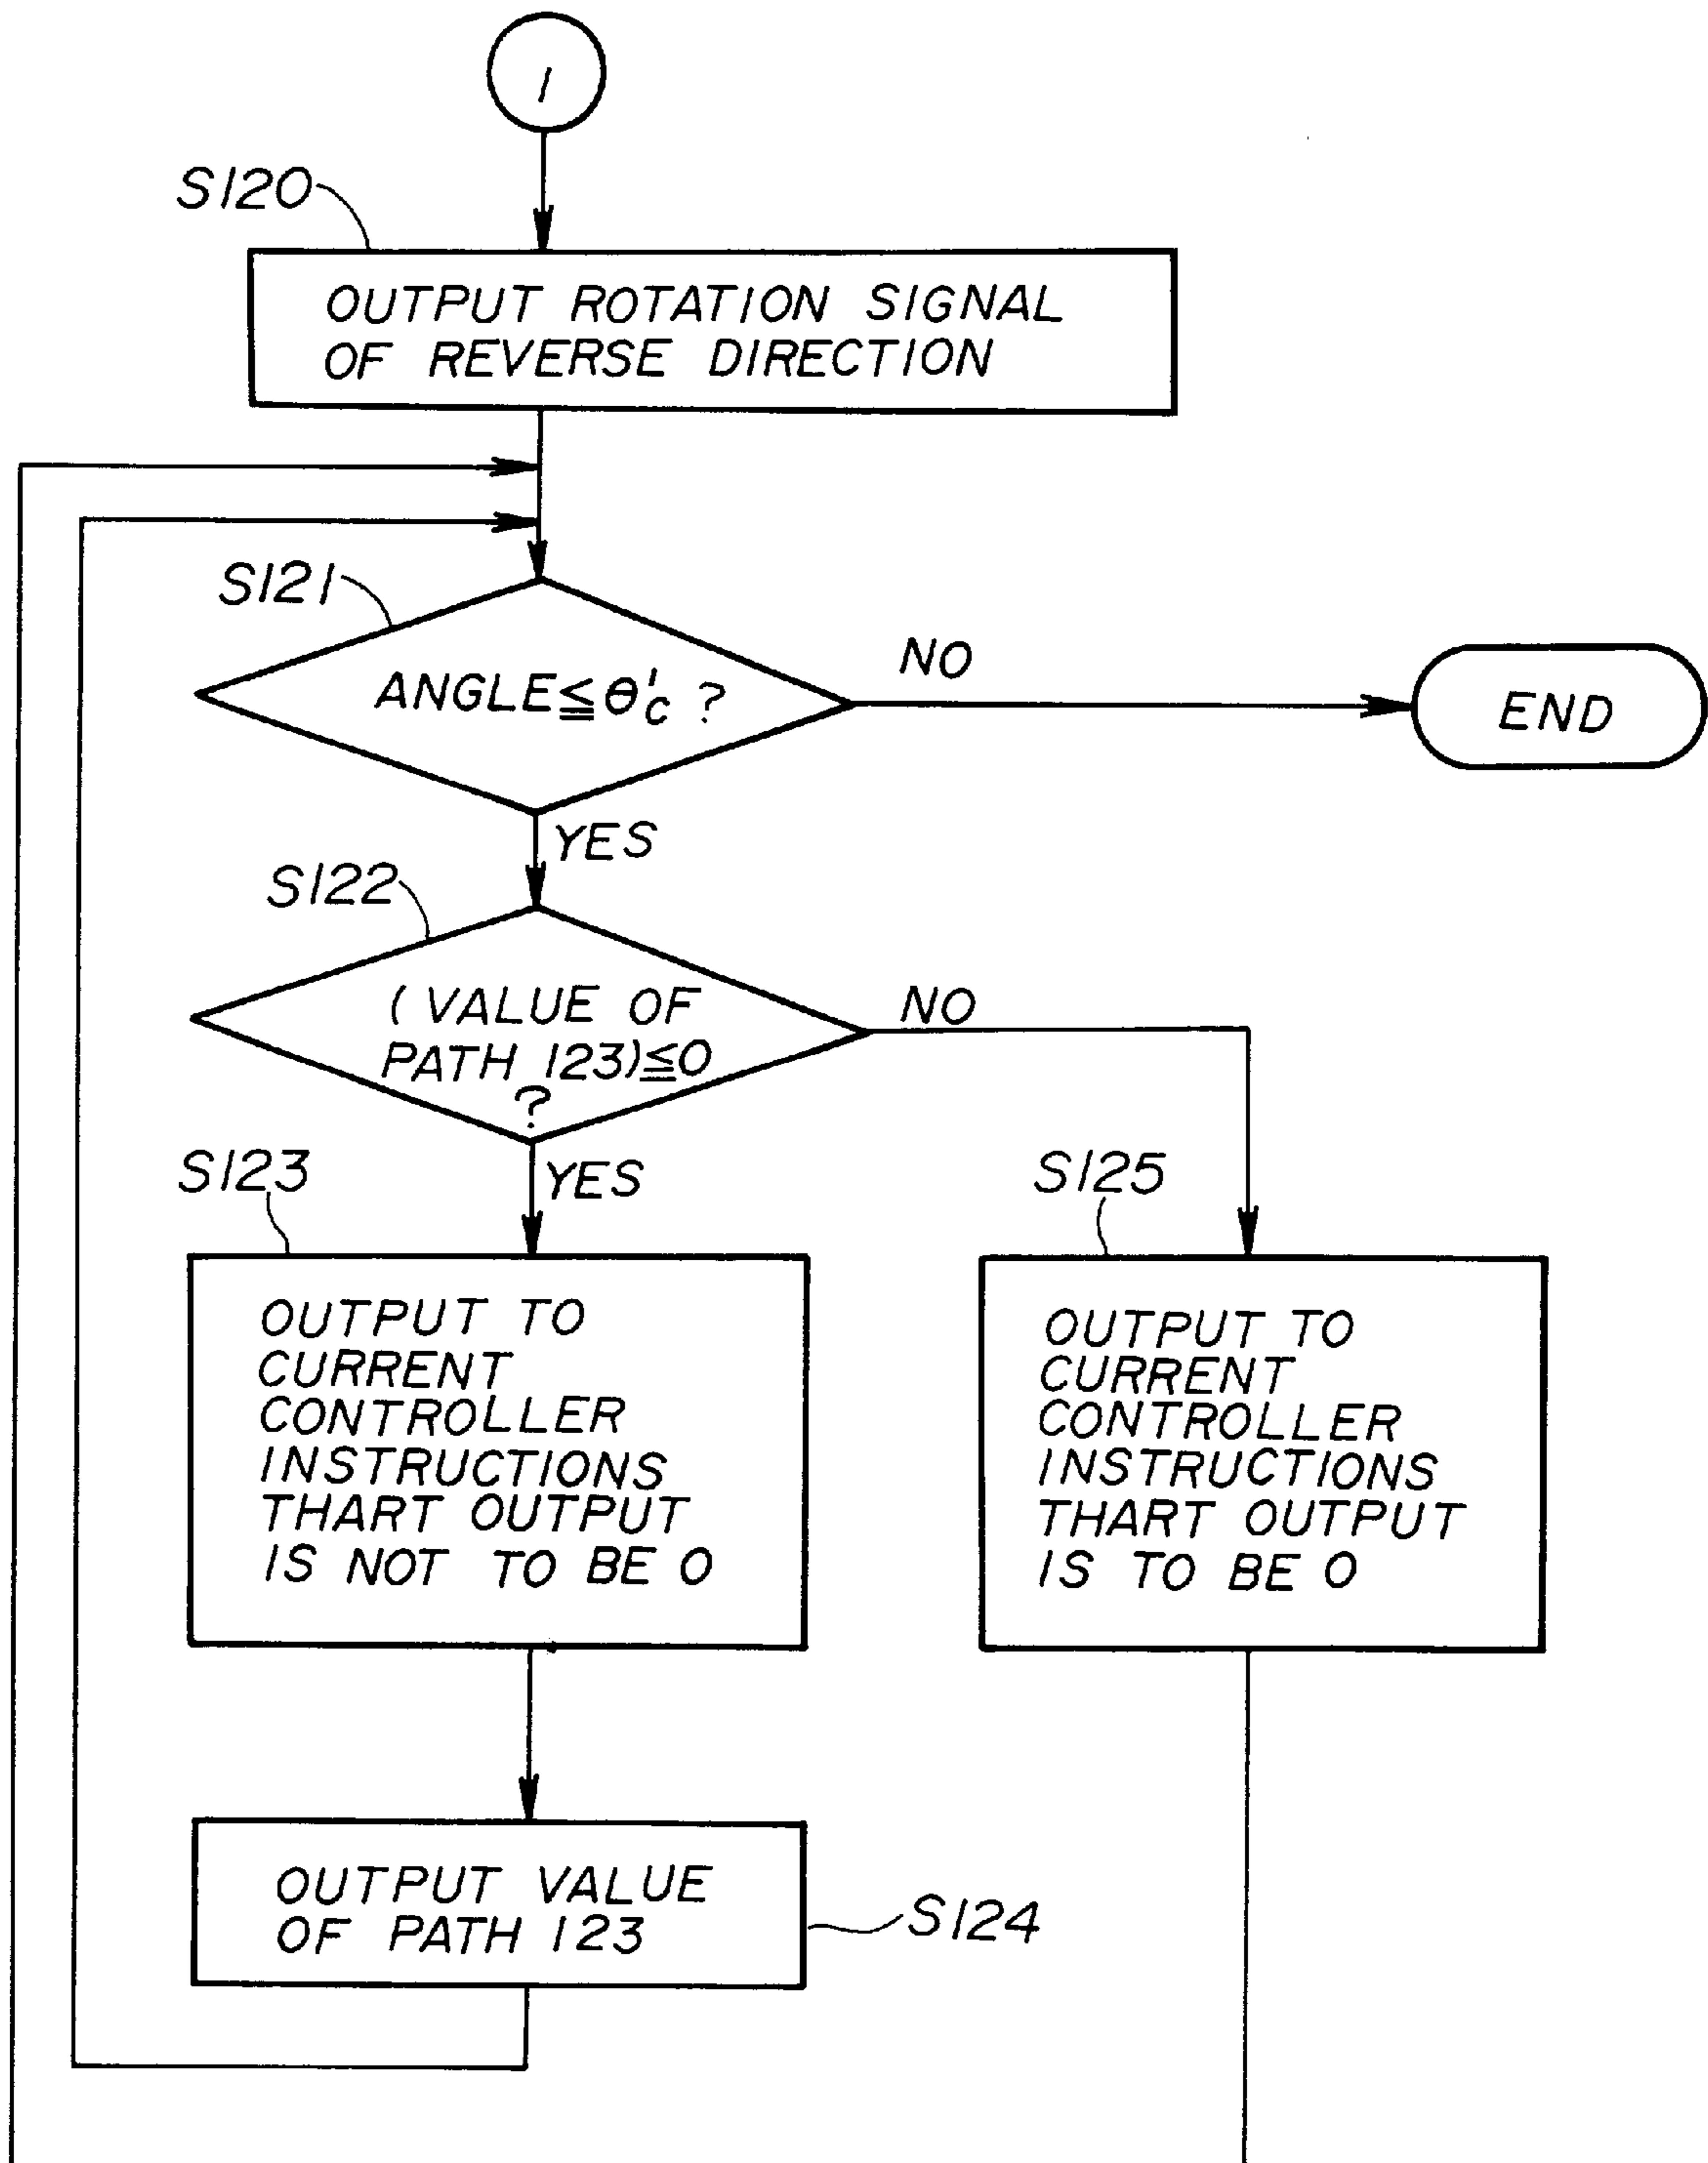 1
S120
OUTPUT ROTATION SIGNAL
OF REVERSE DIRECTION
S121
ANGLE≦θ'c ?
NO
END
YES
S122
(VALUE OF
PATH 123)≦0
?
NO
YES
S123
OUTPUT TO
CURRENT
CONTROLLER
INSTRUCTIONS
THART OUTPUT
IS NOT TO BE 0
S125
OUTPUT TO
CURRENT
CONTROLLER
INSTRUCTIONS
THART OUTPUT
IS TO BE 0
OUTPUT VALUE
OF PATH 123
S124